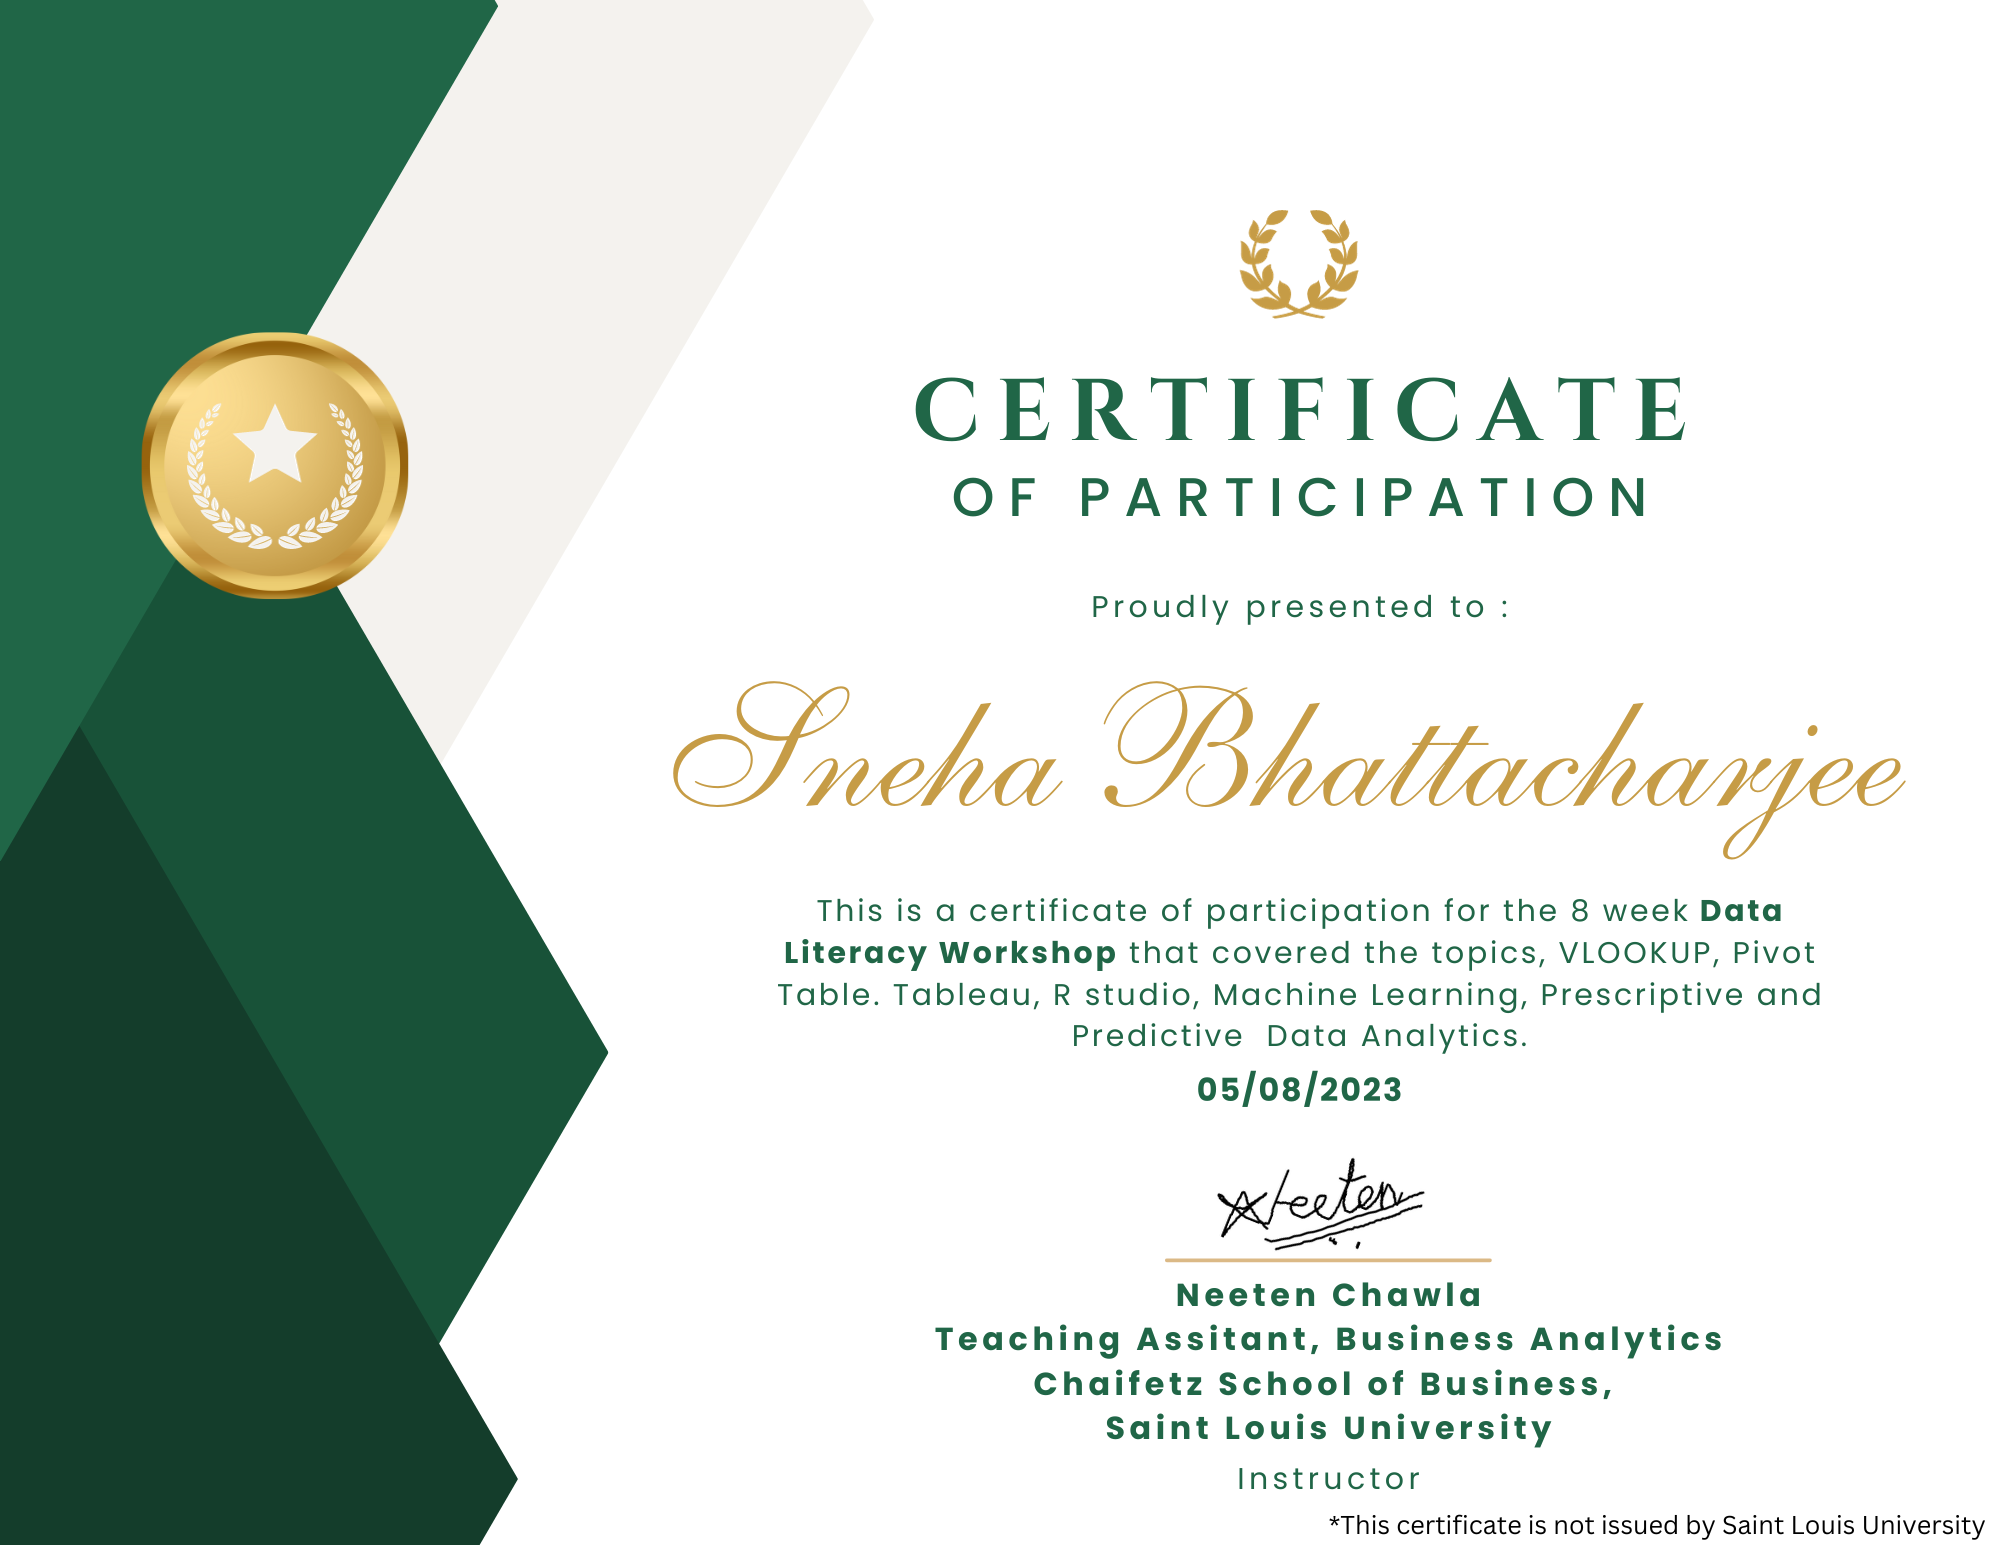 CERTIFICATE
OF PARTICIPATION
Proudly presented to :
Sneha Bhattacharjee
This is a certificate of participation for the 8 week Data
Literacy Workshop that covered the topics, VLOOKUP, Pivot
Table. Tableau, R studio, Machine Learning, Prescriptive and
Predictive  Data Analytics.
05/08/2023
Neeten
Neeten Chawla
Teaching Assitant, Business Analytics
Chaifetz School of Business,
Saint Louis University
Instructor
*This certificate is not issued by Saint Louis University